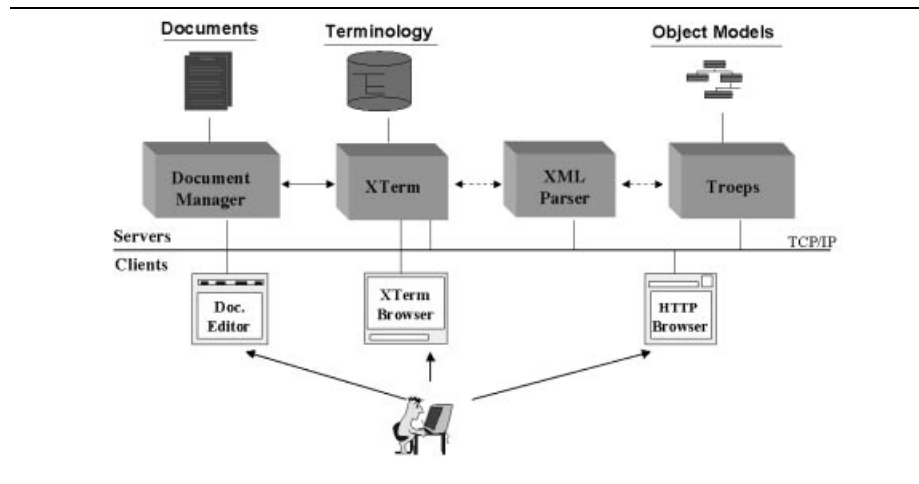 Documents
Terminology
Object Models
Document
Manager
XTerm
XML
Parser
Troeps
Servers
TCP/IP
Clients
Doc.
Editor
XTerm
Browser
HTTP
Browser